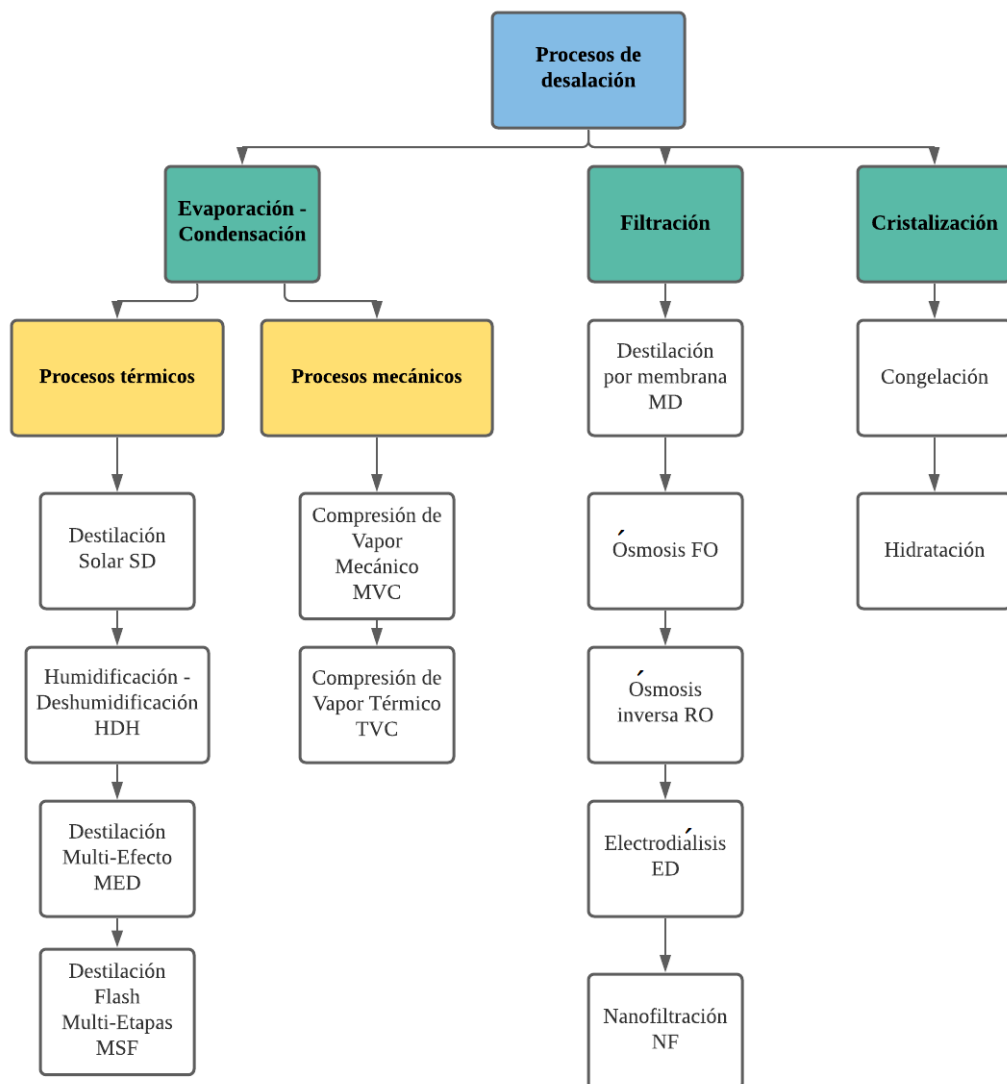 Procesos de
desalación
Evaporación -
Condensación
Filtración
Cristalización
Procesos térmicos
Procesos mecánicos
Destilación
por membrana
MD
Congelación
Destilación
Solar SD
Compresión de
Vapor
Mecánico
MVC
Ósmosis FO
Hidratación
Humidificación -
Deshumidificación
HDH
Compresión de
Vapor Térmico
TVC
Ósmosis
inversa RO
Destilación
Multi-Efecto
MED
Electrodiálisis
ED
Destilación
Flash
Multi-Etapas
MSF
Nanofiltración
NF